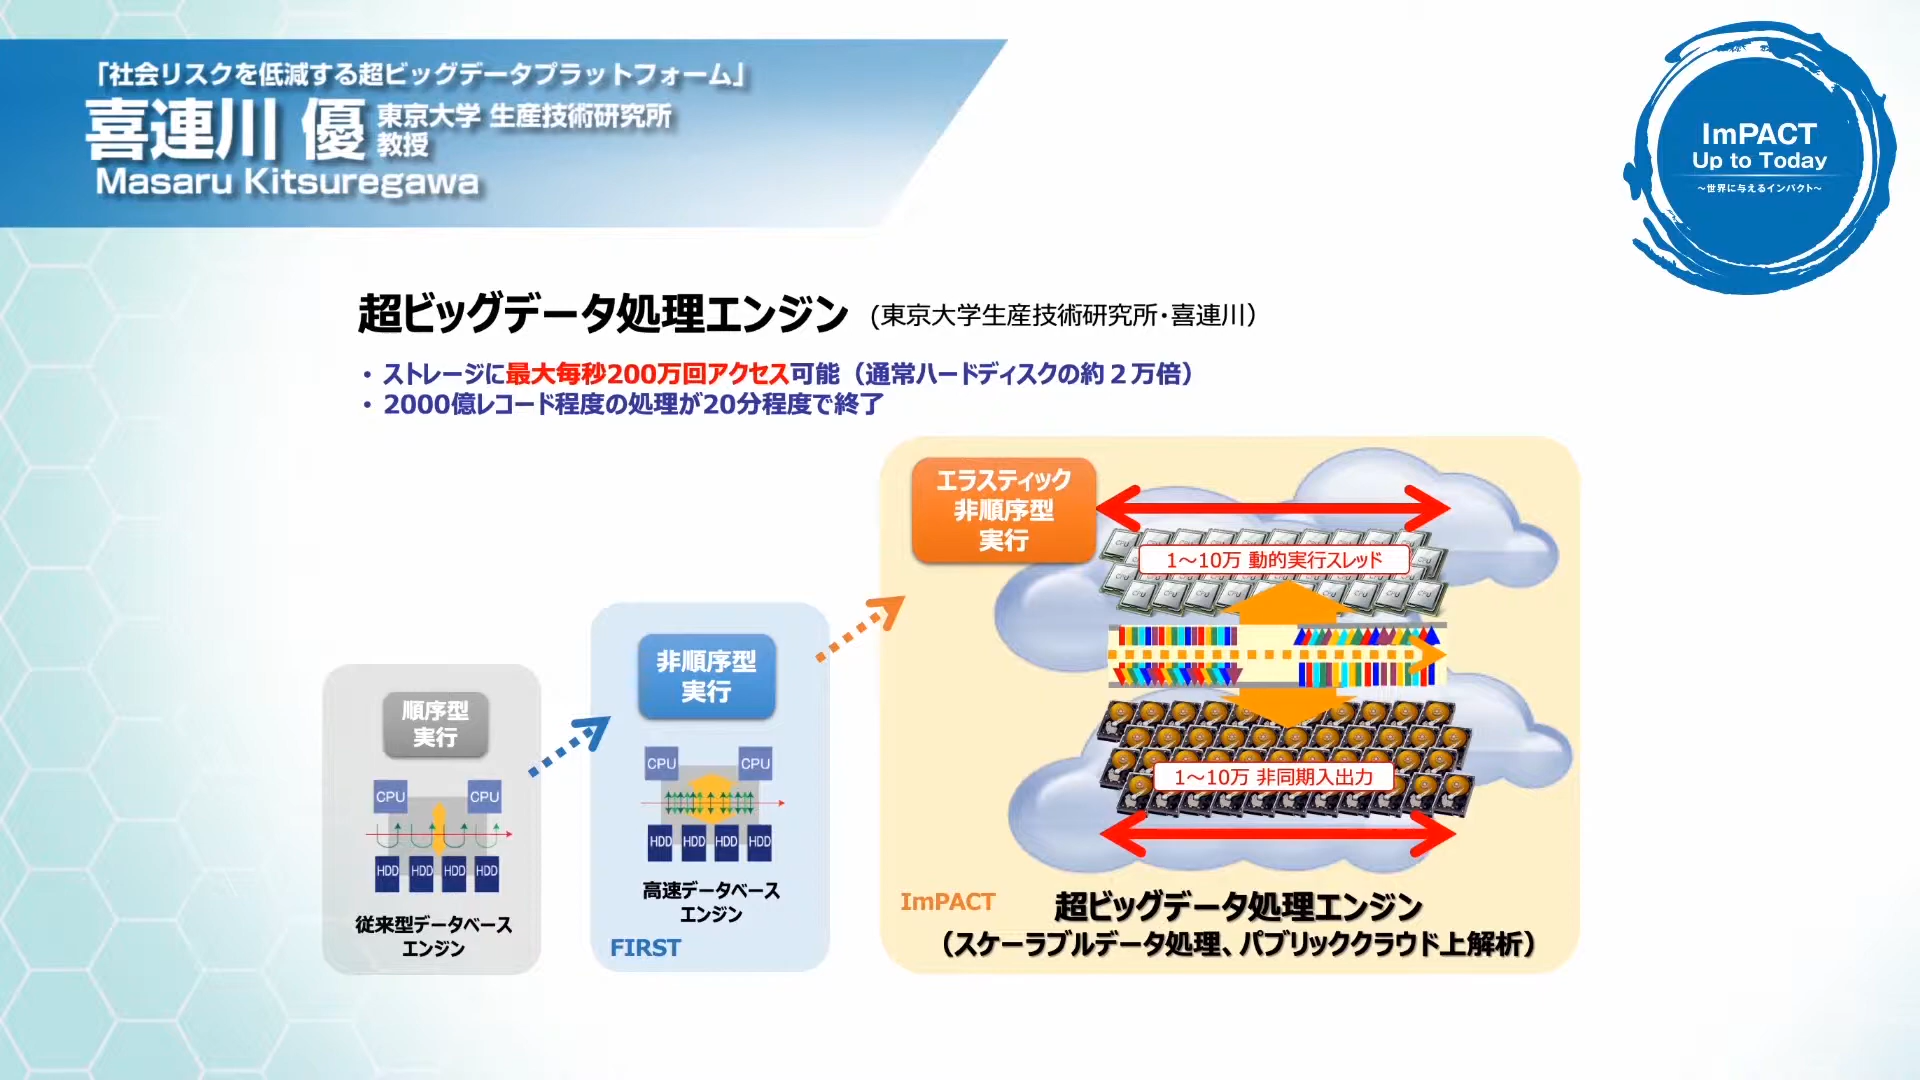 「社会リスクを低減する超ビッグデータプラットフォーム」
喜連川 優 東京大学 生産技術研究所
教授
Masaru Kitsuregawa
ImPACT
Up to Today
～世界に与えるインパクト～
超ビッグデータ処理エンジン (東京大学生産技術研究所・喜連川）
・ ストレージに最大毎秒200万回アクセス可能（通常ハードディスクの約２万倍）
・ 2000億レコード程度の処理が20分程度で終了
順序型
実行
CPU CPU
HDD HDD HDD HDD
従来型データベース
エンジン
非順序型
実行
CPU CPU
HDD HDD HDD HDD
高速データベース
エンジン
FIRST
エラスティック
非順序型
実行
1～10万 動的実行スレッド
1～10万 非同期入出力
ImPACT
超ビッグデータ処理エンジン
（スケーラブルデータ処理、パブリッククラウド上解析）